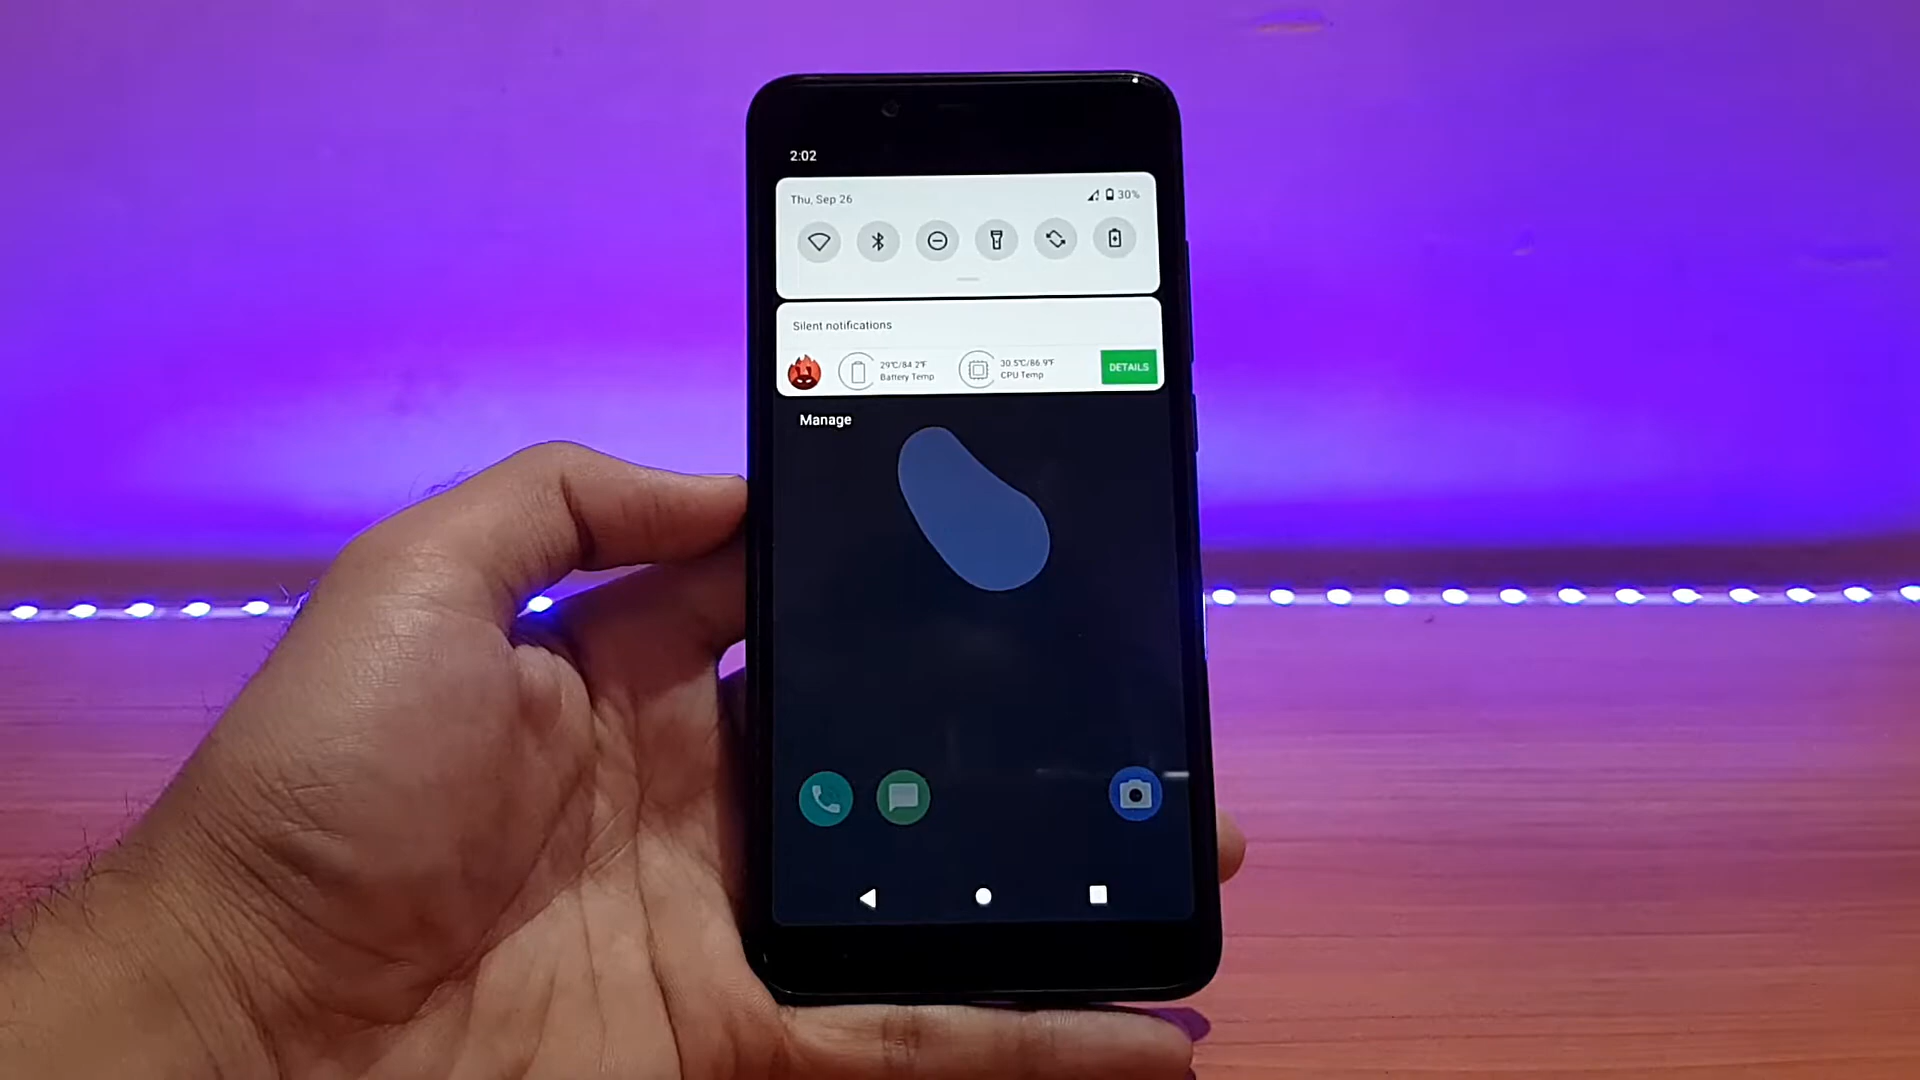 2:02
Thu, Sep 26
30%
Silent notifications
29℃/84.2℉
Battery Temp
30.5℃/86.9℉
CPU Temp
DETAILS
Manage